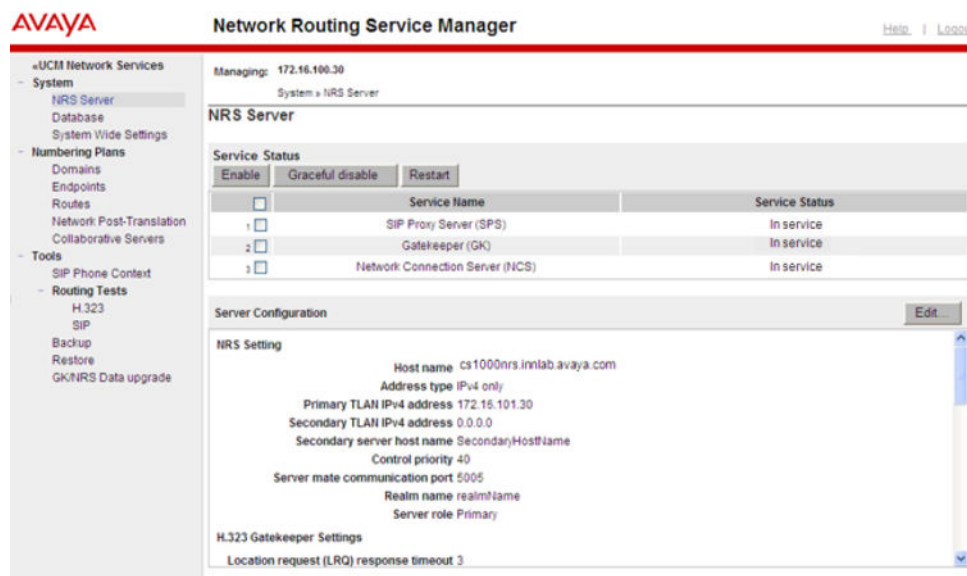 AVAYA
Network Routing Service Manager
Help | Logou
«UCM Network Services
- System
NRS Server
Database
System Wide Settings
- Numbering Plans
Domains
Endpoints
Routes
Network Post-Translation
Collaborative Servers
- Tools
SIP Phone Context
- Routing Tests
H.323
SIP
Backup
Restore
GK/NRS Data upgrade
Managing: 172.16.100.30
System » NRS Server
NRS Server
Service Status
Enable Graceful disable Restart
Service Name Service Status
1 SIP Proxy Server (SPS) In service
2 Gatekeeper (GK) In service
3 Network Connection Server (NCS) In service
Server Configuration Edit...
NRS Setting
Host name cs1000nrs.innlab.avaya.com
Address type IPv4 only
Primary TLAN IPv4 address 172.16.101.30
Secondary TLAN IPv4 address 0.0.0.0
Secondary server host name SecondaryHostName
Control priority 40
Server mate communication port 5005
Realm name realmName
Server role Primary
H.323 Gatekeeper Settings
Location request (LRQ) response timeout 3